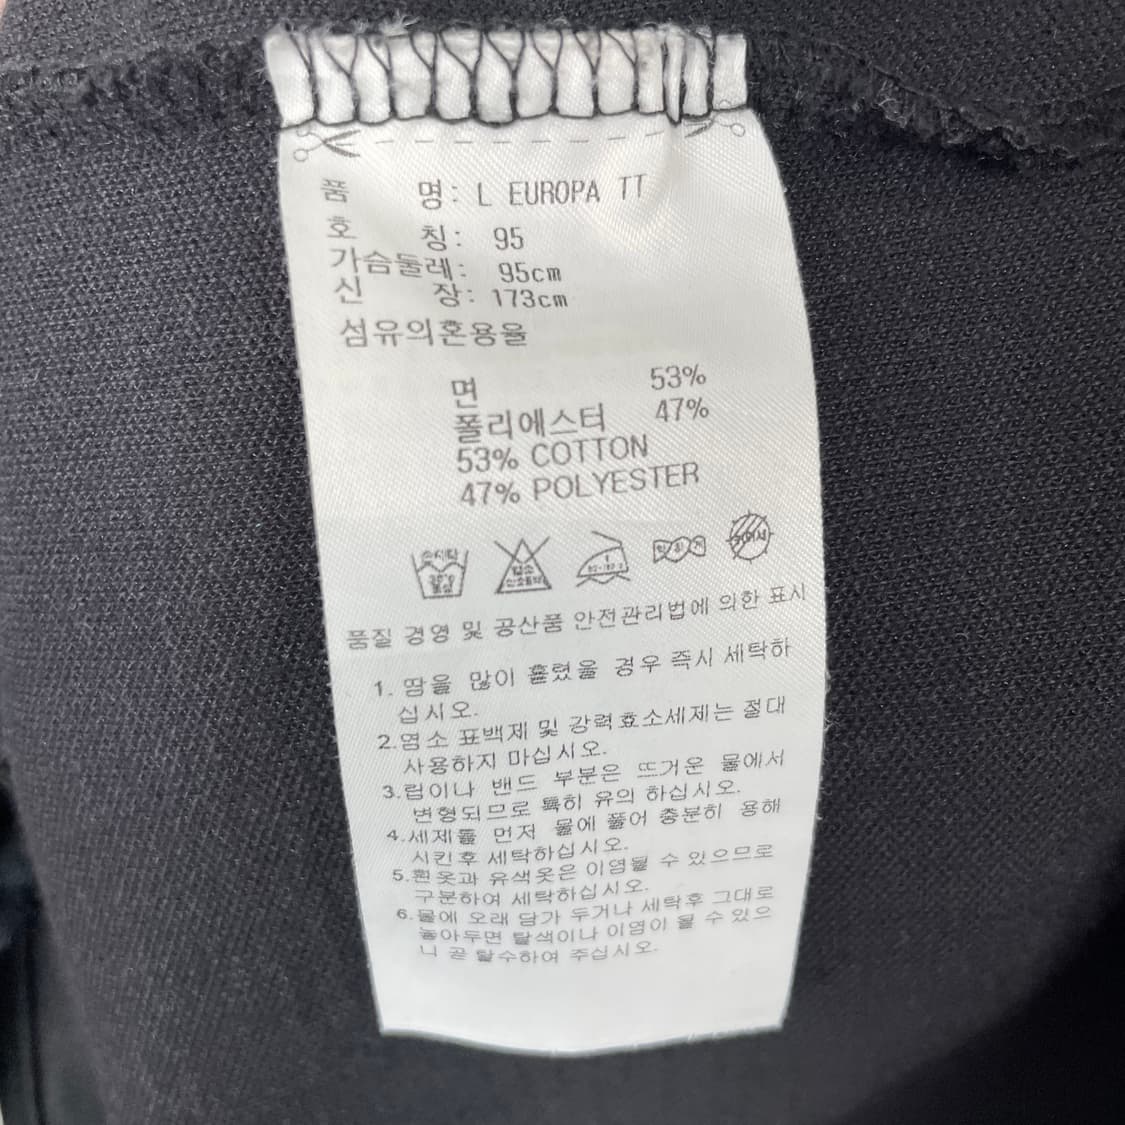 품 명: L EUROPA TT
호 칭: 95
가슴둘레: 95cm
신 장: 173cm
섬유의혼용율
면 53%
폴리에스터 47%
53% COTTON
47% POLYESTER
손세탁
약하게
드라이
품질 경영 및 공산품 안전관리법에 의한 표시
1. 땀을 많이 흘렸을 경우 즉시 세탁하
십시오.
2.염소 표백제 및 강력효소세제는 절대
사용하지 마십시오.
3.립이나 밴드 부분은 뜨거운 물에서
변형되므로 특히 유의 하십시오.
4.세제를 먼저 물에 풀어 충분히 용해
시킨후 세탁하십시오.
5.흰옷과 유색옷은 이염될 수 있으므로
구분하여 세탁하십시오.
6.물에 오래 담가 두거나 세탁후 그대로
놓아두면 탈색이나 이염이 될 수 있으
니 곧 탈수하여 주십시오.